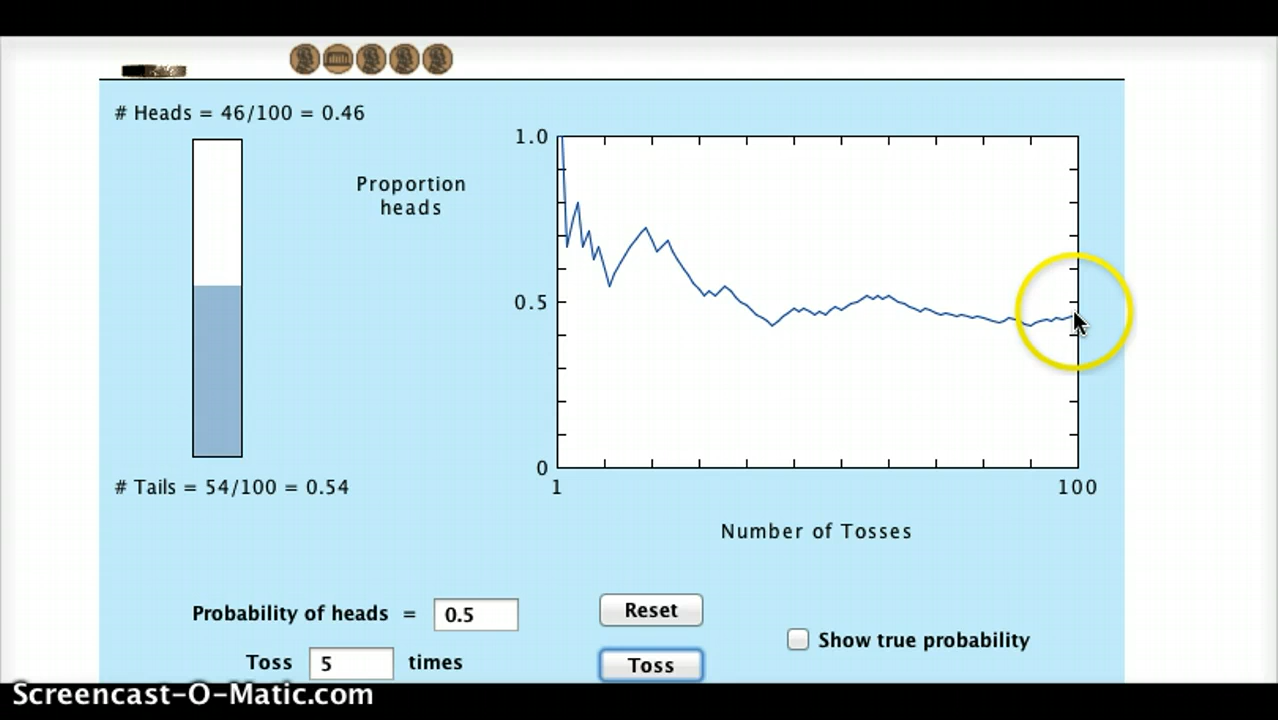 # Heads = 46/100 = 0.46
1.0
Proportion
heads
0.5
0
# Tails = 54/100 = 0.54
1
100
Number of Tosses
Probability of heads = 0.5
Reset
Show true probability
Toss 5 times
Toss
Screencast-O-Matic.com